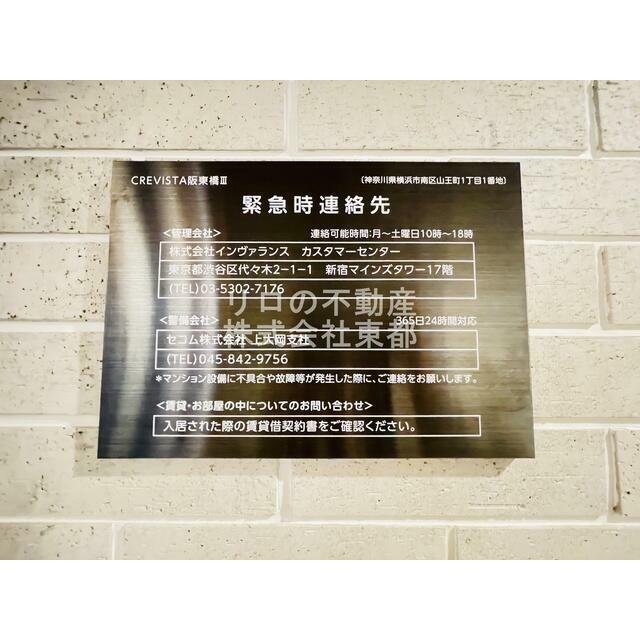 CREVISTA阪東橋Ⅲ
(神奈川県横浜市南区山王町1丁目1番地)
緊急時連絡先
<管理会社>
連絡可能時間:月～土曜日10時～18時
株式会社インヴァランス カスタマーセンター
東京都渋谷区代々木2-1-1 新宿マインズタワー17階
(TEL)03-5302-7176
リロの不動産
<警備会社>
365日24時間対応
株式会社東都
セコム株式会社 上大岡支社
(TEL)045-842-9756
*マンション設備に不具合や故障等が発生した際に、ご連絡をお願いします。
<賃貸・お部屋の中についてのお問い合わせ>
入居された際の賃貸借契約書をご確認ください。